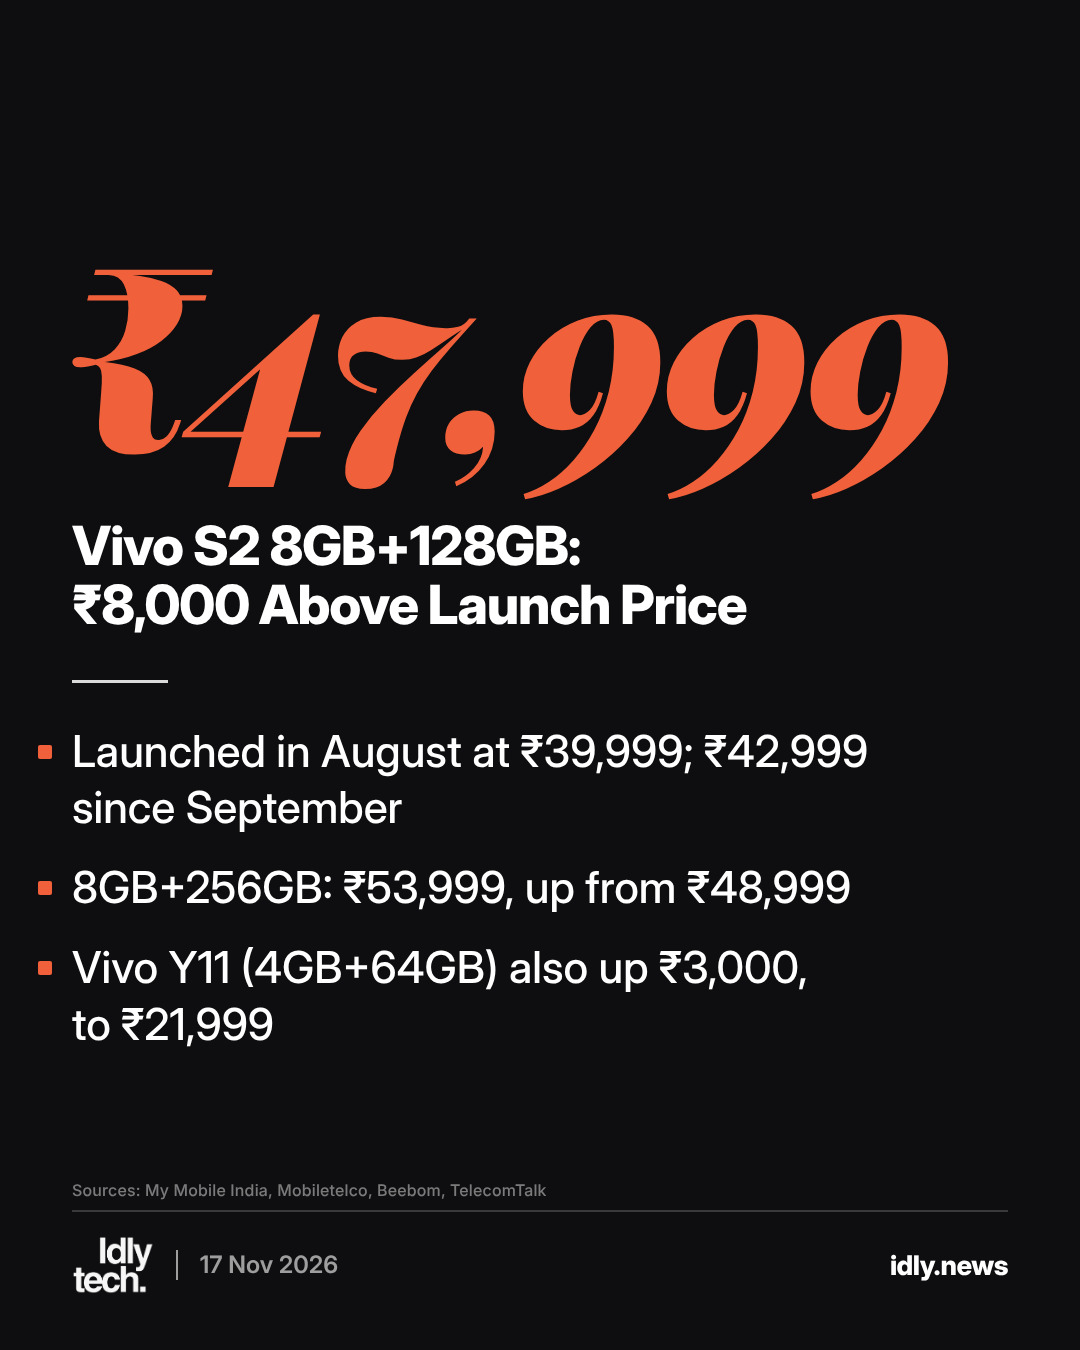 ₹47,999
Vivo S2 8GB+128GB:
₹8,000 Above Launch Price
Launched in August at ₹39,999; ₹42,999
since September
8GB+256GB: ₹53,999, up from ₹48,999
Vivo Y11 (4GB+64GB) also up ₹3,000,
to ₹21,999
Sources: My Mobile India, Mobiletelco, Beebom, TelecomTalk
Idly
tech.
17 Nov 2026
idly.news